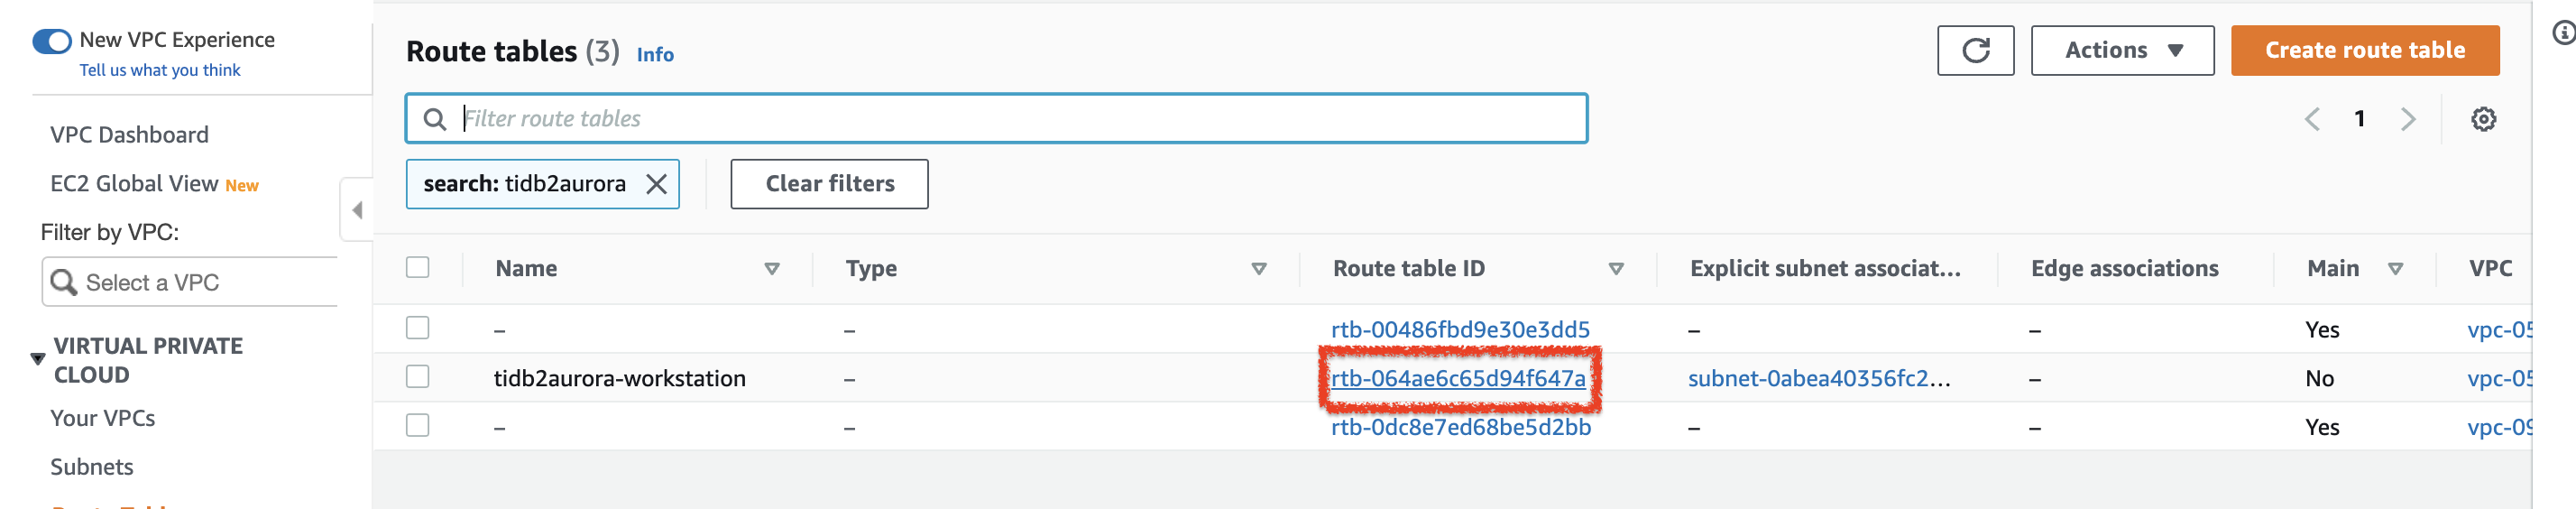 New VPC Experience
Tell us what you think
VPC Dashboard
EC2 Global View New
Filter by VPC:
Select a VPC
VIRTUAL PRIVATE
CLOUD
Your VPCs
Subnets
Route tables (3) Info
Actions
Create route table
Filter route tables
1
search: tidb2aurora
Clear filters
Name Type Route table ID Explicit subnet associat... Edge associations Main VPC
– – rtb-00486fbd9e30e3dd5 – – Yes vpc-05
tidb2aurora-workstation – rtb-064ae6c65d94f647a subnet-0abea40356fc2... – No vpc-05
– – rtb-0dc8e7ed68be5d2bb – – Yes vpc-09